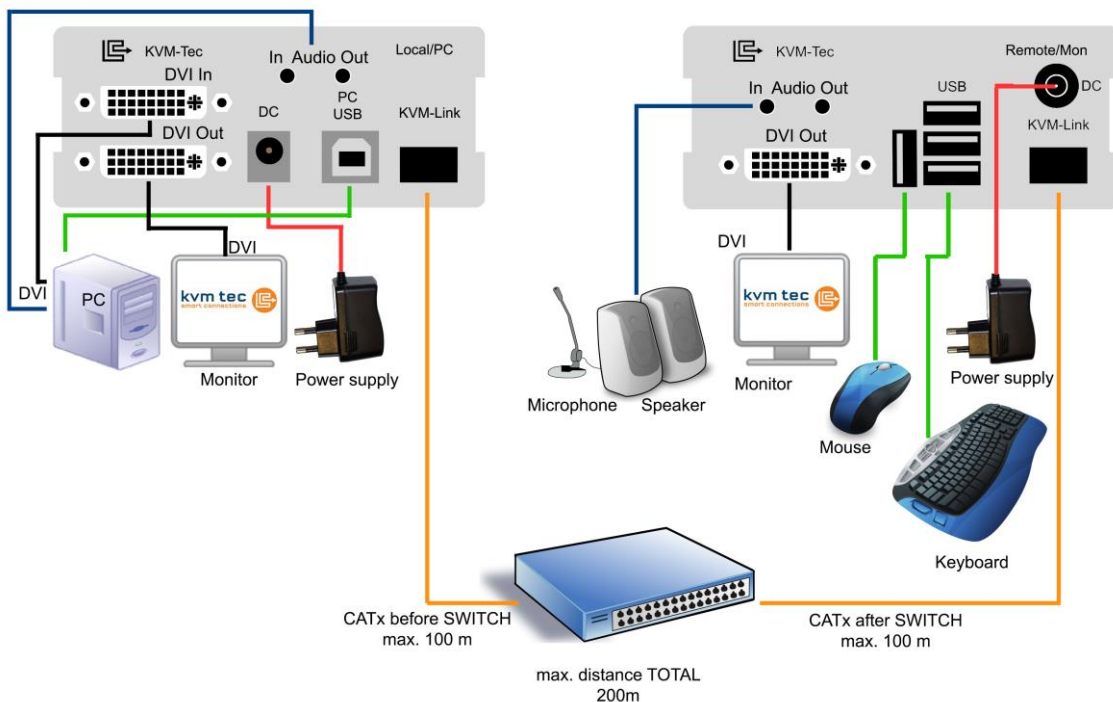 KVM-Tec
In Audio Out
Local/PC
DVI In
PC
USB
DC
KVM-Link
DVI Out
DVI
DVI
PC
kvm tec
smart connections
Monitor
Power supply
KVM-Tec
Remote/Mon
In Audio Out
USB
DC
KVM-Link
DVI Out
DVI
kvm tec
smart connections
Microphone
Speaker
Monitor
Mouse
Power supply
Keyboard
CATx before SWITCH
max. 100 m
CATx after SWITCH
max. 100 m
max. distance TOTAL
200m